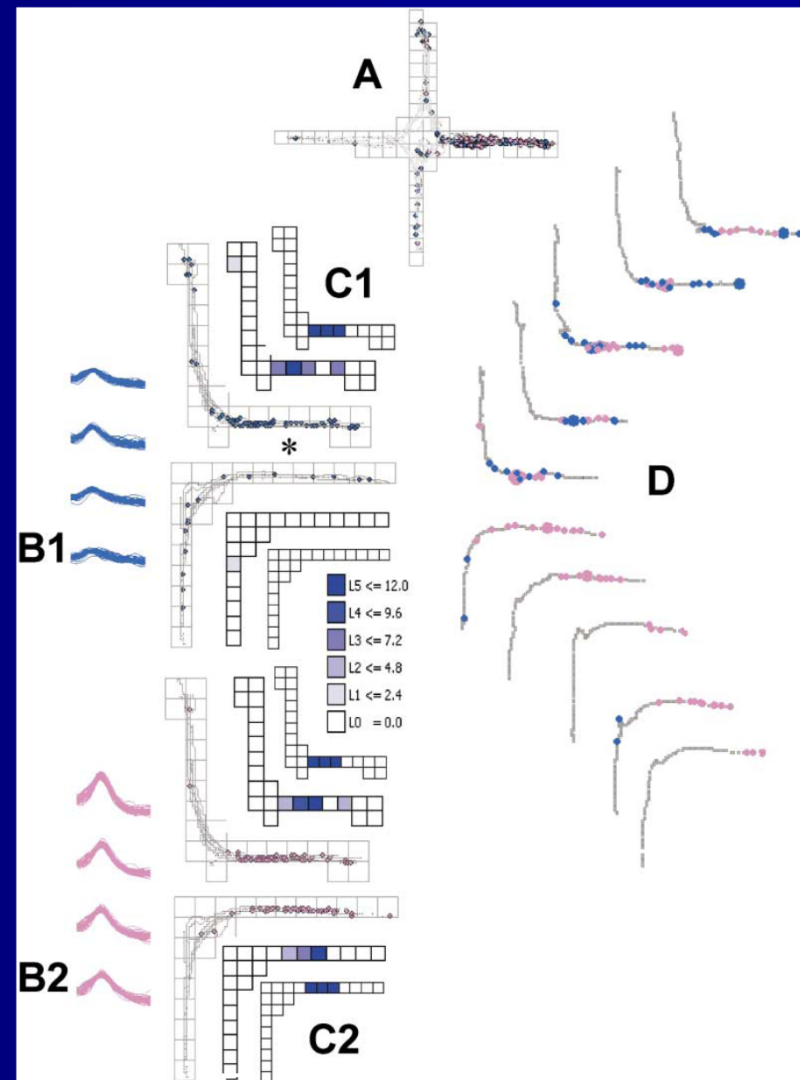 A
C1
*
B1
D
L5 <= 12.0
L4 <= 9.6
L3 <= 7.2
L2 <= 4.8
L1 <= 2.4
L0 = 0.0
B2
C2